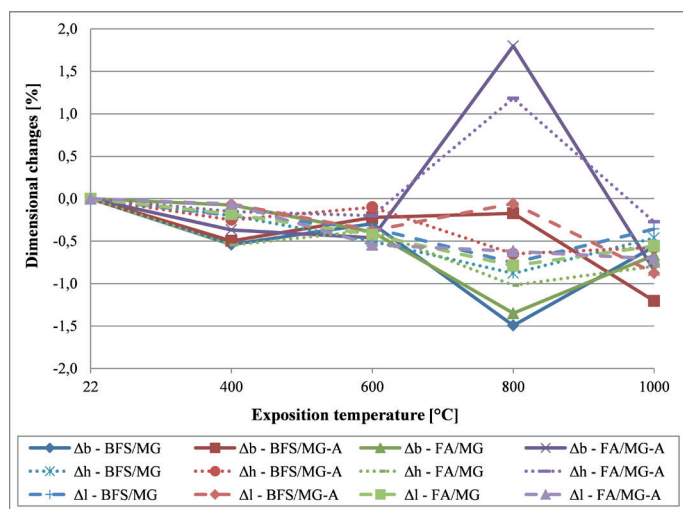 2,0
1,5
1,0
0,5
0,0
-0,5
-1,0
-1,5
-2,0
Dimensional changes [%]
22 400 600 800 1000
Exposition temperature [°C]
Δb - BFS/MG Δb - BFS/MG-A Δb - FA/MG Δb - FA/MG-A
Δh - BFS/MG Δh - BFS/MG-A Δh - FA/MG Δh - FA/MG-A
Δl - BFS/MG Δl - BFS/MG-A Δl - FA/MG Δl - FA/MG-A